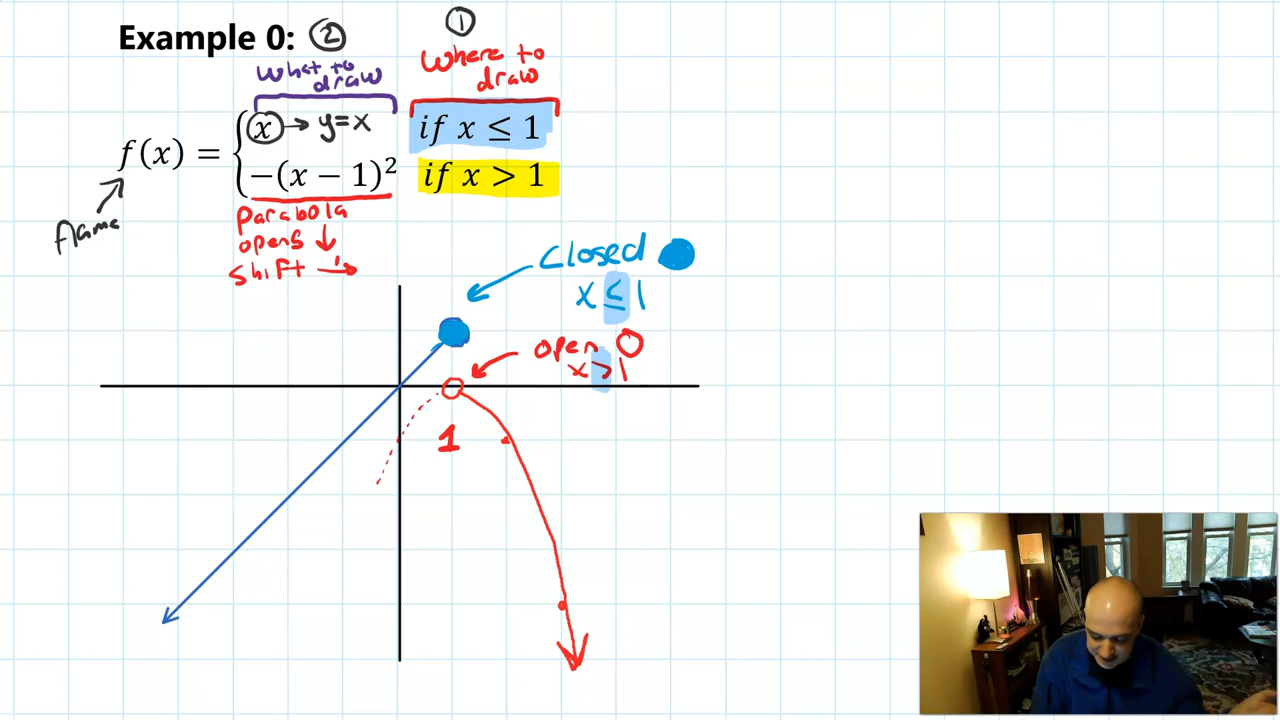 Example 0: ②
①
What to draw
Where to draw
f(x) = { x → y=x if x ≤ 1
−(x − 1)² if x > 1
Name
Parabola
opens ↓
shift 1 →
Closed
x ≤ 1
open
x > 1
1